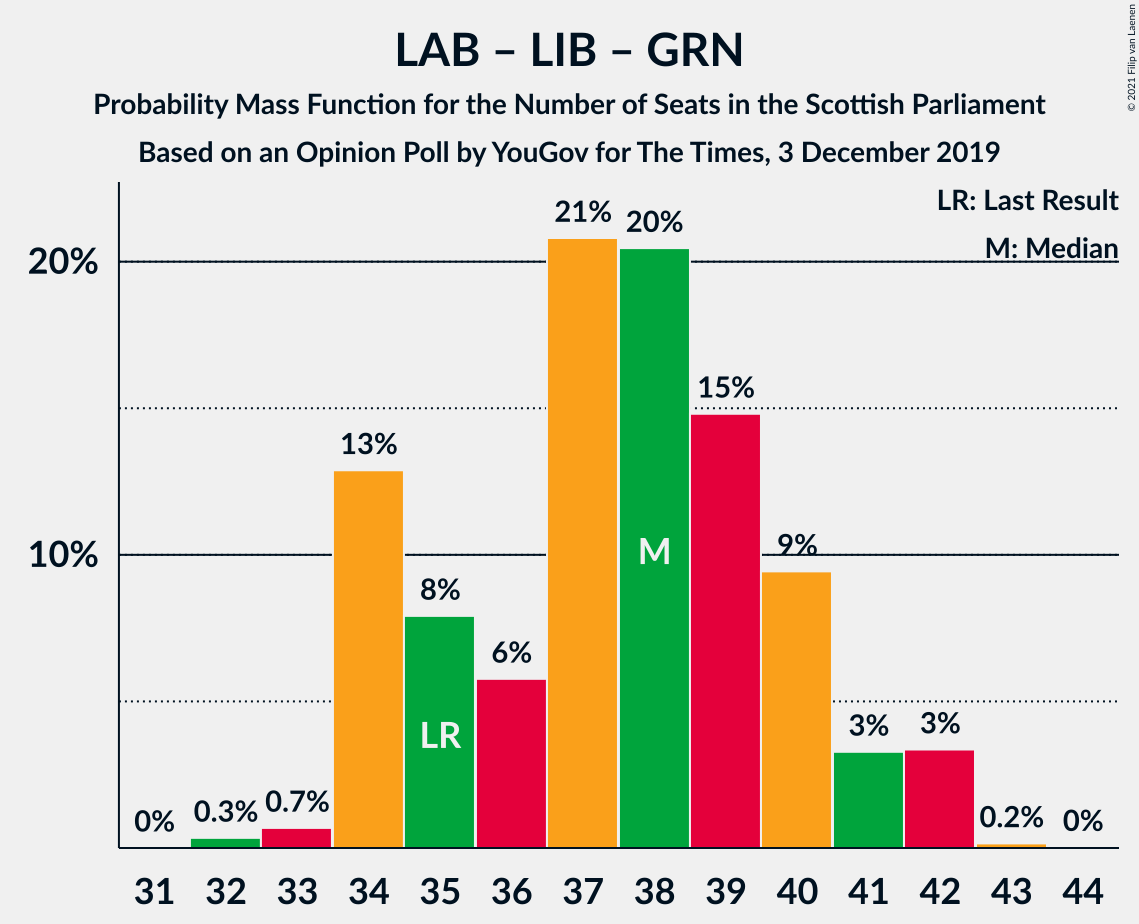 © 2021 Filip van Laenen
LAB – LIB – GRN
Probability Mass Function for the Number of Seats in the Scottish Parliament
Based on an Opinion Poll by YouGov for The Times, 3 December 2019
LR: Last Result
M: Median
20%
10%
0%
0.3%
0.7%
13%
8%
6%
21%
20%
15%
9%
3%
3%
0.2%
0%
LR
M
31 32 33 34 35 36 37 38 39 40 41 42 43 44